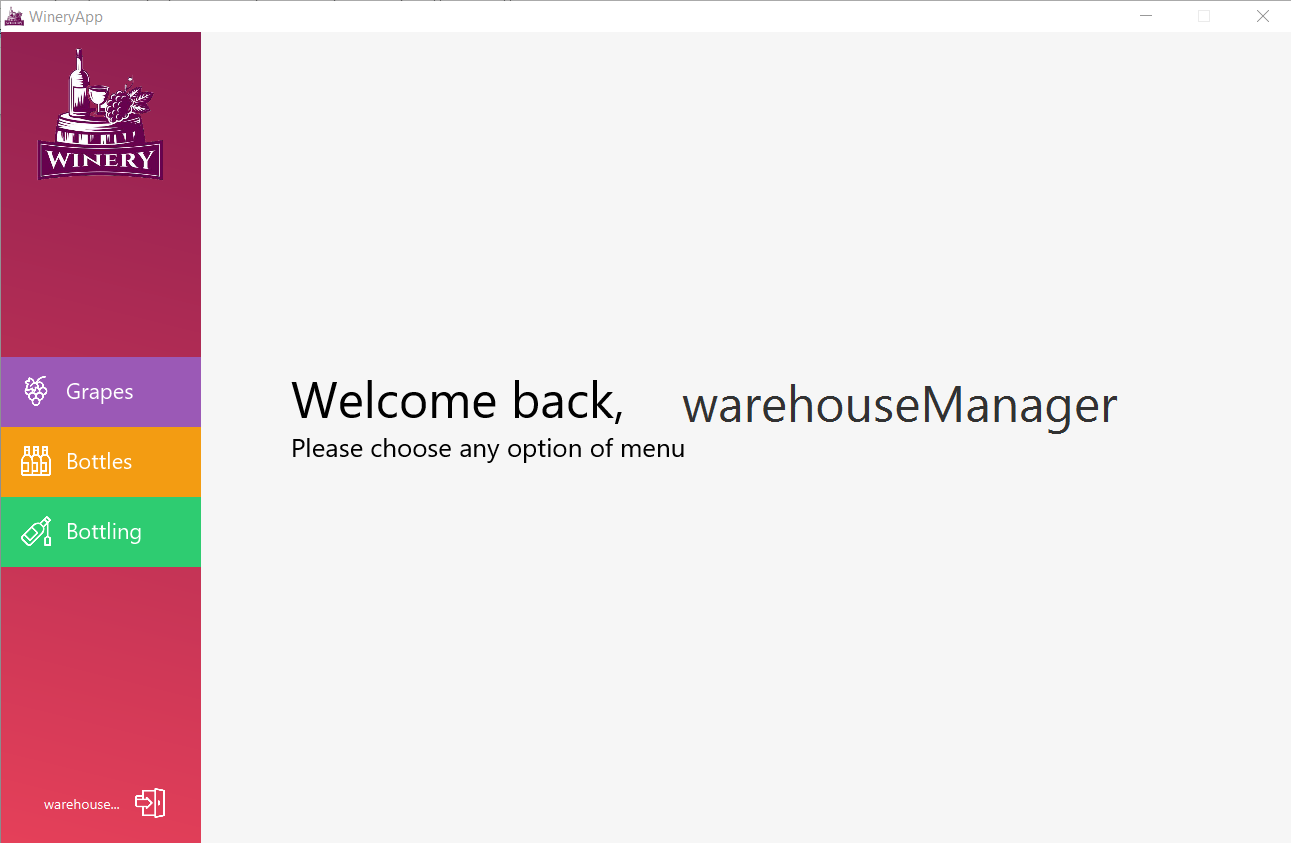 WineryApp
WINERY
Grapes
Bottles
Bottling
warehouse...
Welcome back, warehouseManager
Please choose any option of menu